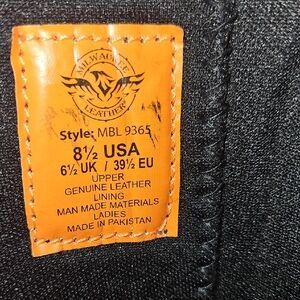 MILWAUKEE
LEATHER
Style: MBL 9365
8½ USA
6½ UK / 39½ EU
UPPER
GENUINE LEATHER
LINING
MAN MADE MATERIALS
LADIES
MADE IN PAKISTAN